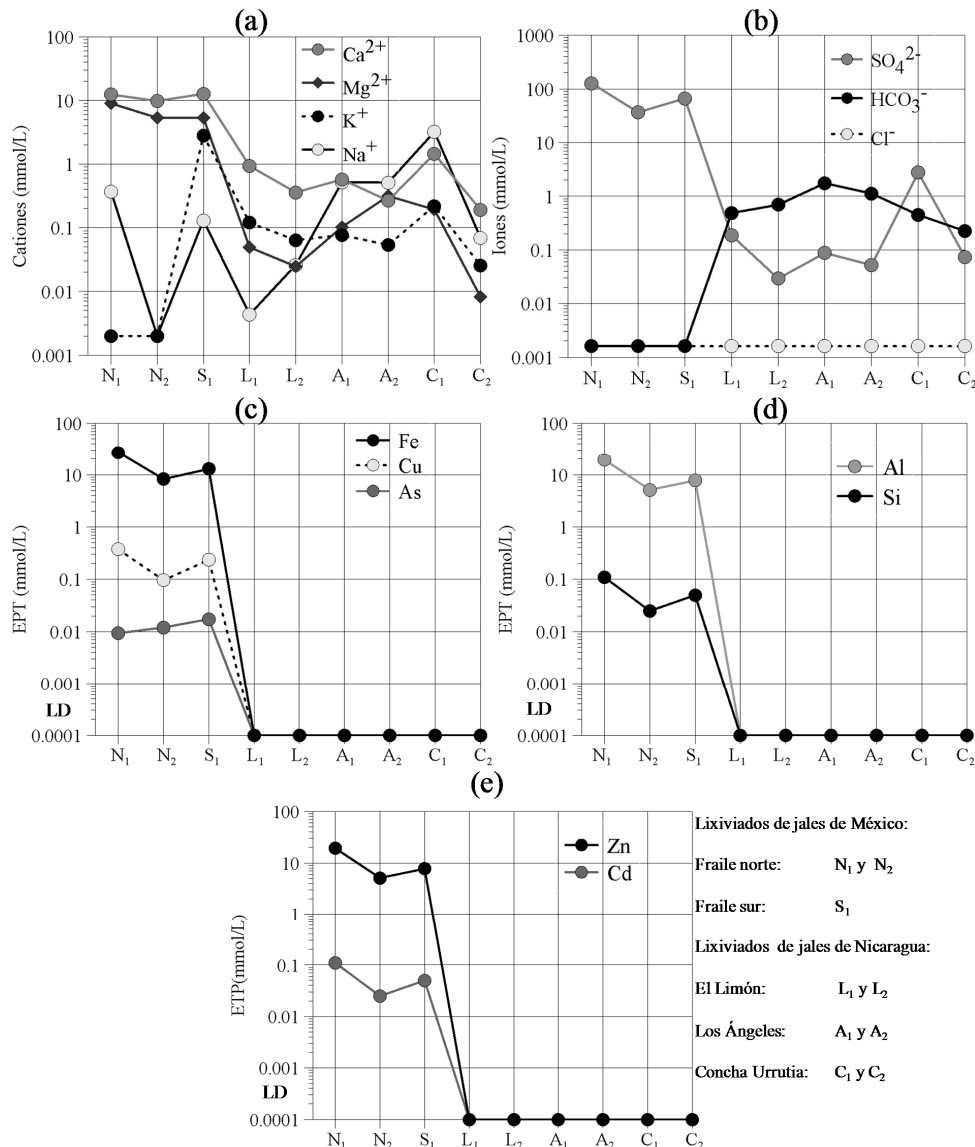 (a)
Cationes (mmol/L)
100
10
1
0.1
0.01
0.001
Ca2+
Mg2+
K+
Na+
N1 N2 S1 L1 L2 A1 A2 C1 C2
(b)
Iones (mmol/L)
1000
100
10
1
0.1
0.01
0.001
SO42-
HCO3-
Cl-
N1 N2 S1 L1 L2 A1 A2 C1 C2
(c)
EPT (mmol/L)
100
10
1
0.1
0.01
0.001
LD
0.0001
Fe
Cu
As
N1 N2 S1 L1 L2 A1 A2 C1 C2
(d)
EPT (mmol/L)
100
10
1
0.1
0.01
0.001
LD
0.0001
Al
Si
N1 N2 S1 L1 L2 A1 A2 C1 C2
(e)
ETP(mmol/L)
100
10
1
0.1
0.01
0.001
LD
0.0001
Zn
Cd
N1 N2 S1 L1 L2 A1 A2 C1 C2
Lixiviados de jales de México:
Fraile norte: N1 y N2
Fraile sur: S1
Lixiviados de jales de Nicaragua:
El Limón: L1 y L2
Los Ángeles: A1 y A2
Concha Urrutia: C1 y C2